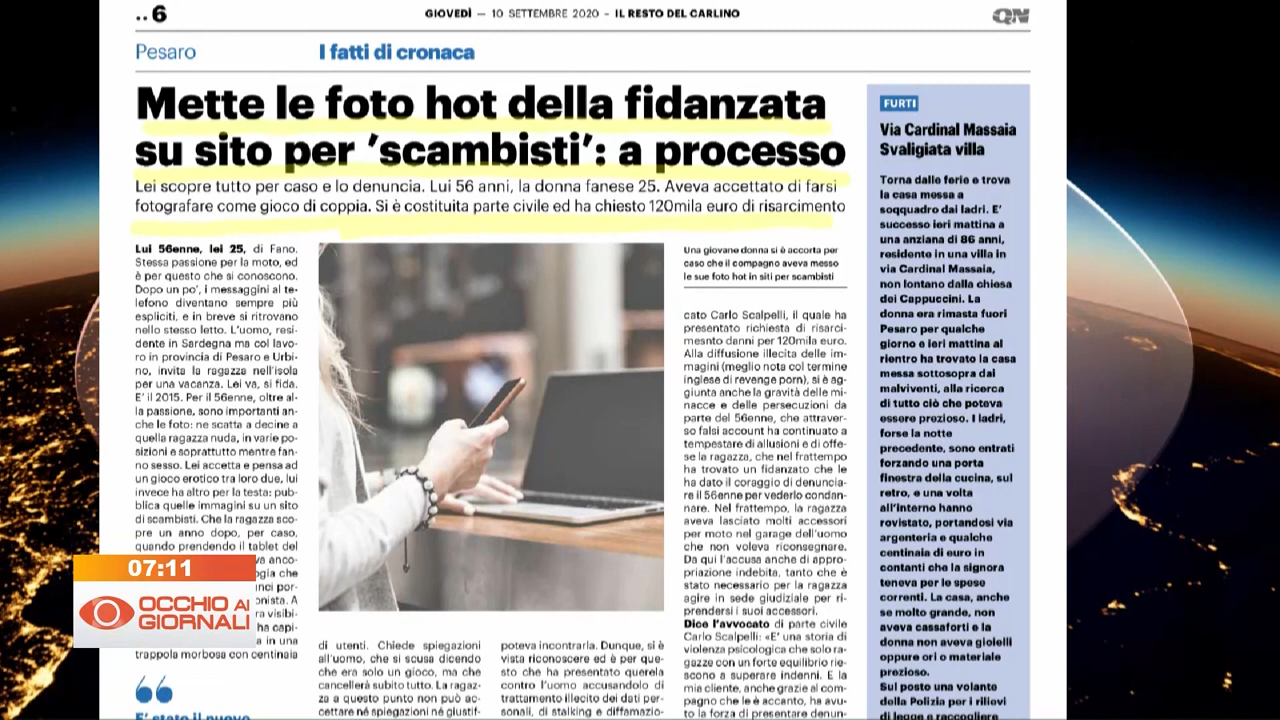 ..6
GIOVEDÌ — 10 SETTEMBRE 2020 – IL RESTO DEL CARLINO
QN
Pesaro
I fatti di cronaca
Mette le foto hot della fidanzata
su sito per 'scambisti': a processo
Lei scopre tutto per caso e lo denuncia. Lui 56 anni, la donna fanese 25. Aveva accettato di farsi
fotografare come gioco di coppia. Si è costituita parte civile ed ha chiesto 120mila euro di risarcimento
Lui 56enne, lei 25, di Fano.
Stessa passione per la moto, ed
è per questo che si conoscono.
Dopo un po', i messaggini al te-
lefono diventano sempre più
espliciti, e in breve si ritrovano
nello stesso letto. L'uomo, resi-
dente in Sardegna ma col lavo-
ro in provincia di Pesaro e Urbi-
no, invita la ragazza nell'isola
per una vacanza. Lei va, si fida.
E' il 2015. Per il 56enne, oltre al-
la passione, sono importanti an-
che le foto: ne scatta a decine a
quella ragazza nuda, in varie po-
sizioni e soprattutto mentre fan-
no sesso. Lei accetta e pensa ad
un gioco erotico tra loro due, lui
invece ha altro per la testa: pub-
blica quelle immagini su un sito
di scambisti. Che la ragazza sco-
pre un anno dopo, per caso,
quando prendendo il tablet del
va anco-
ogia che
nci por-
onista. A
ra visibi-
ha capi-
a in una
trappola morbosa con centinaia
E' stato il nuovo
di utenti. Chiede spiegazioni
all'uomo, che si scusa dicendo
che era solo un gioco, ma che
cancellerà subito tutto. La ragaz-
za a questo punto non può ac-
cettare né spiegazioni né giustif-
poteva incontrarla. Dunque, si è
vista riconoscere ed è per que-
sto che ha presentato querela
contro l'uomo accusandolo di
trattamento illecito dei dati per-
sonali, di stalking e diffamazio-
Una giovane donna si è accorta per
caso che il compagno aveva messo
le sue foto hot in siti per scambisti
cato Carlo Scalpelli, il quale ha
presentato richiesta di risarci-
mesnto danni per 120mila euro.
Alla diffusione illecita delle im-
magini (meglio nota col termine
inglese di revenge porn), si è ag-
giunta anche la gravità delle mi-
nacce e delle persecuzioni da
parte del 56enne, che attraver-
so falsi account ha continuato a
tempestare di allusioni e di offe-
se la ragazza, che nel frattempo
ha trovato un fidanzato che le
ha dato il coraggio di denuncia-
re il 56enne per vederlo condan-
nare. Nel frattempo, la ragazza
aveva lasciato molti accessori
per moto nel garage dell'uomo
che non voleva riconsegnare.
Da qui l'accusa anche di appro-
priazione indebita, tanto che è
stato necessario per la ragazza
agire in sede giudiziale per ri-
prendersi i suoi accessori.
Dice l'avvocato di parte civile
Carlo Scalpelli: «E' una storia di
violenza psicologica che solo ra-
gazze con un forte equilibrio rie-
scono a superare indenni. E la
mia cliente, anche grazie al com-
pagno che le è accanto, ha avu-
to la forza di presentare denun-
FURTI
Via Cardinal Massaia
Svaligiata villa
Torna dalle ferie e trova
la casa messa a
soqquadro dai ladri. E'
successo ieri mattina a
una anziana di 86 anni,
residente in una villa in
via Cardinal Massaia,
non lontano dalla chiesa
dei Cappuccini. La
donna era rimasta fuori
Pesaro per qualche
giorno e ieri mattina al
rientro ha trovato la casa
messa sottosopra dai
malviventi, alla ricerca
di tutto ciò che poteva
essere prezioso. I ladri,
forse la notte
precedente, sono entrati
forzando una porta
finestra della cucina, sul
retro, e una volta
all'interno hanno
rovistato, portandosi via
argenteria e qualche
centinaia di euro in
contanti che la signora
teneva per le spese
correnti. La casa, anche
se molto grande, non
aveva cassaforti e la
donna non aveva gioielli
oppure ori o materiale
prezioso.
Sul posto una volante
della Polizia per i rilievi
di legge e raccogliere
07:11
OCCHIO AI
GIORNALI